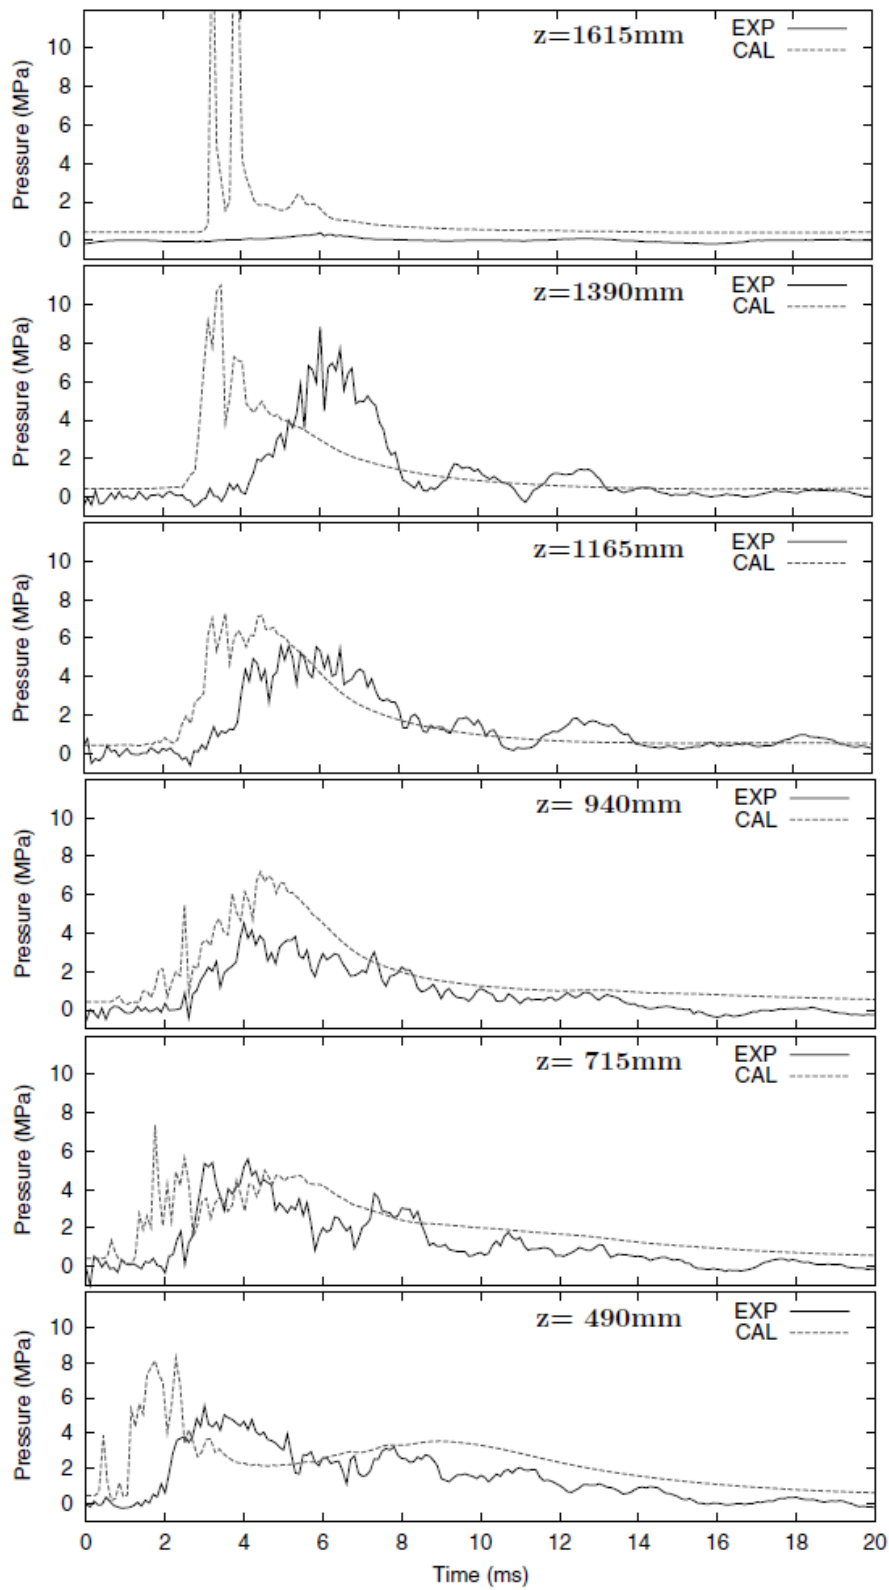 z=1615mm
EXP
CAL
10
8
6
4
2
0
Pressure (MPa)
z=1390mm
EXP
CAL
10
8
6
4
2
0
Pressure (MPa)
z=1165mm
EXP
CAL
10
8
6
4
2
0
Pressure (MPa)
z= 940mm
EXP
CAL
10
8
6
4
2
0
Pressure (MPa)
z= 715mm
EXP
CAL
10
8
6
4
2
0
Pressure (MPa)
z= 490mm
EXP
CAL
10
8
6
4
2
0
Pressure (MPa)
0 2 4 6 8 10 12 14 16 18 20
Time (ms)